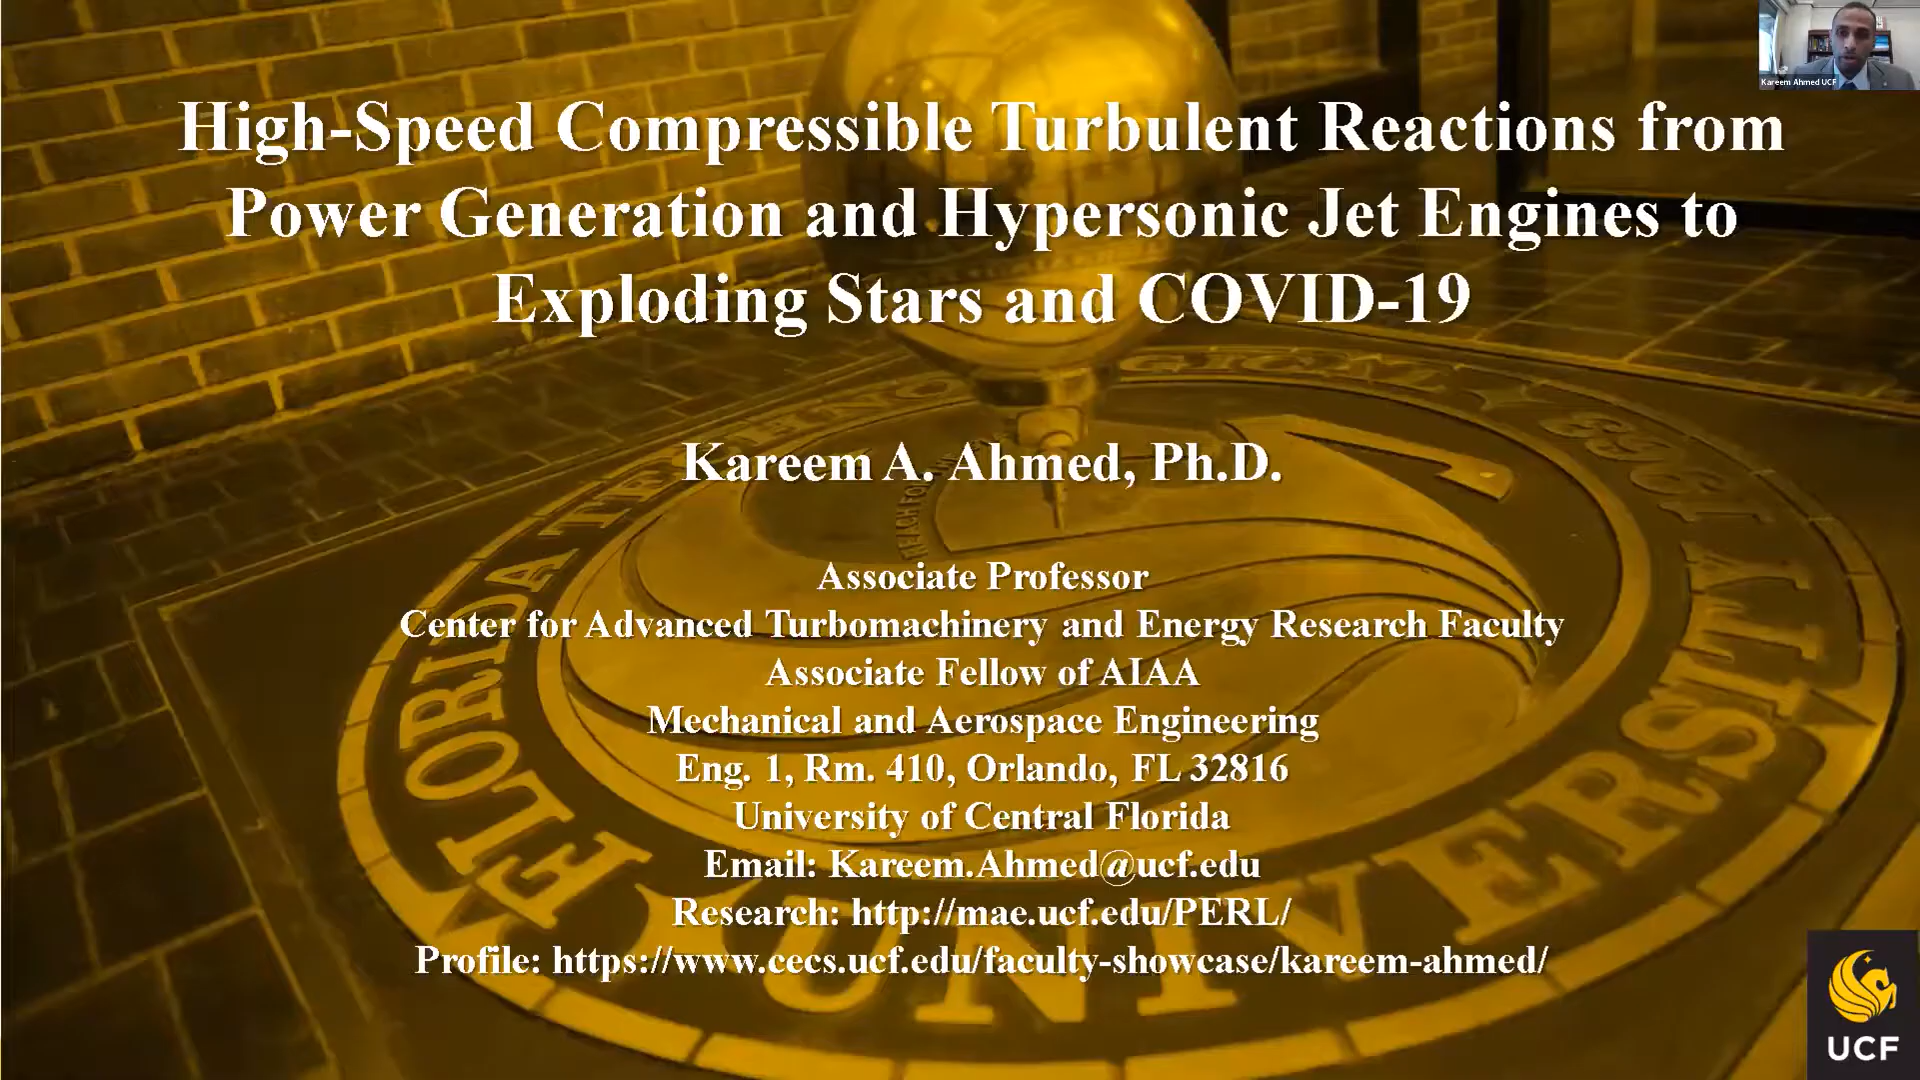 Kareem Ahmed UCF
High-Speed Compressible Turbulent Reactions from
Power Generation and Hypersonic Jet Engines to
Exploding Stars and COVID-19
Kareem A. Ahmed, Ph.D.
Associate Professor
Center for Advanced Turbomachinery and Energy Research Faculty
Associate Fellow of AIAA
Mechanical and Aerospace Engineering
Eng. 1, Rm. 410, Orlando, FL 32816
University of Central Florida
Email: Kareem.Ahmed@ucf.edu
Research: http://mae.ucf.edu/PERL/
Profile: https://www.cecs.ucf.edu/faculty-showcase/kareem-ahmed/
FLORIDA
UNIVERSITY
UCF